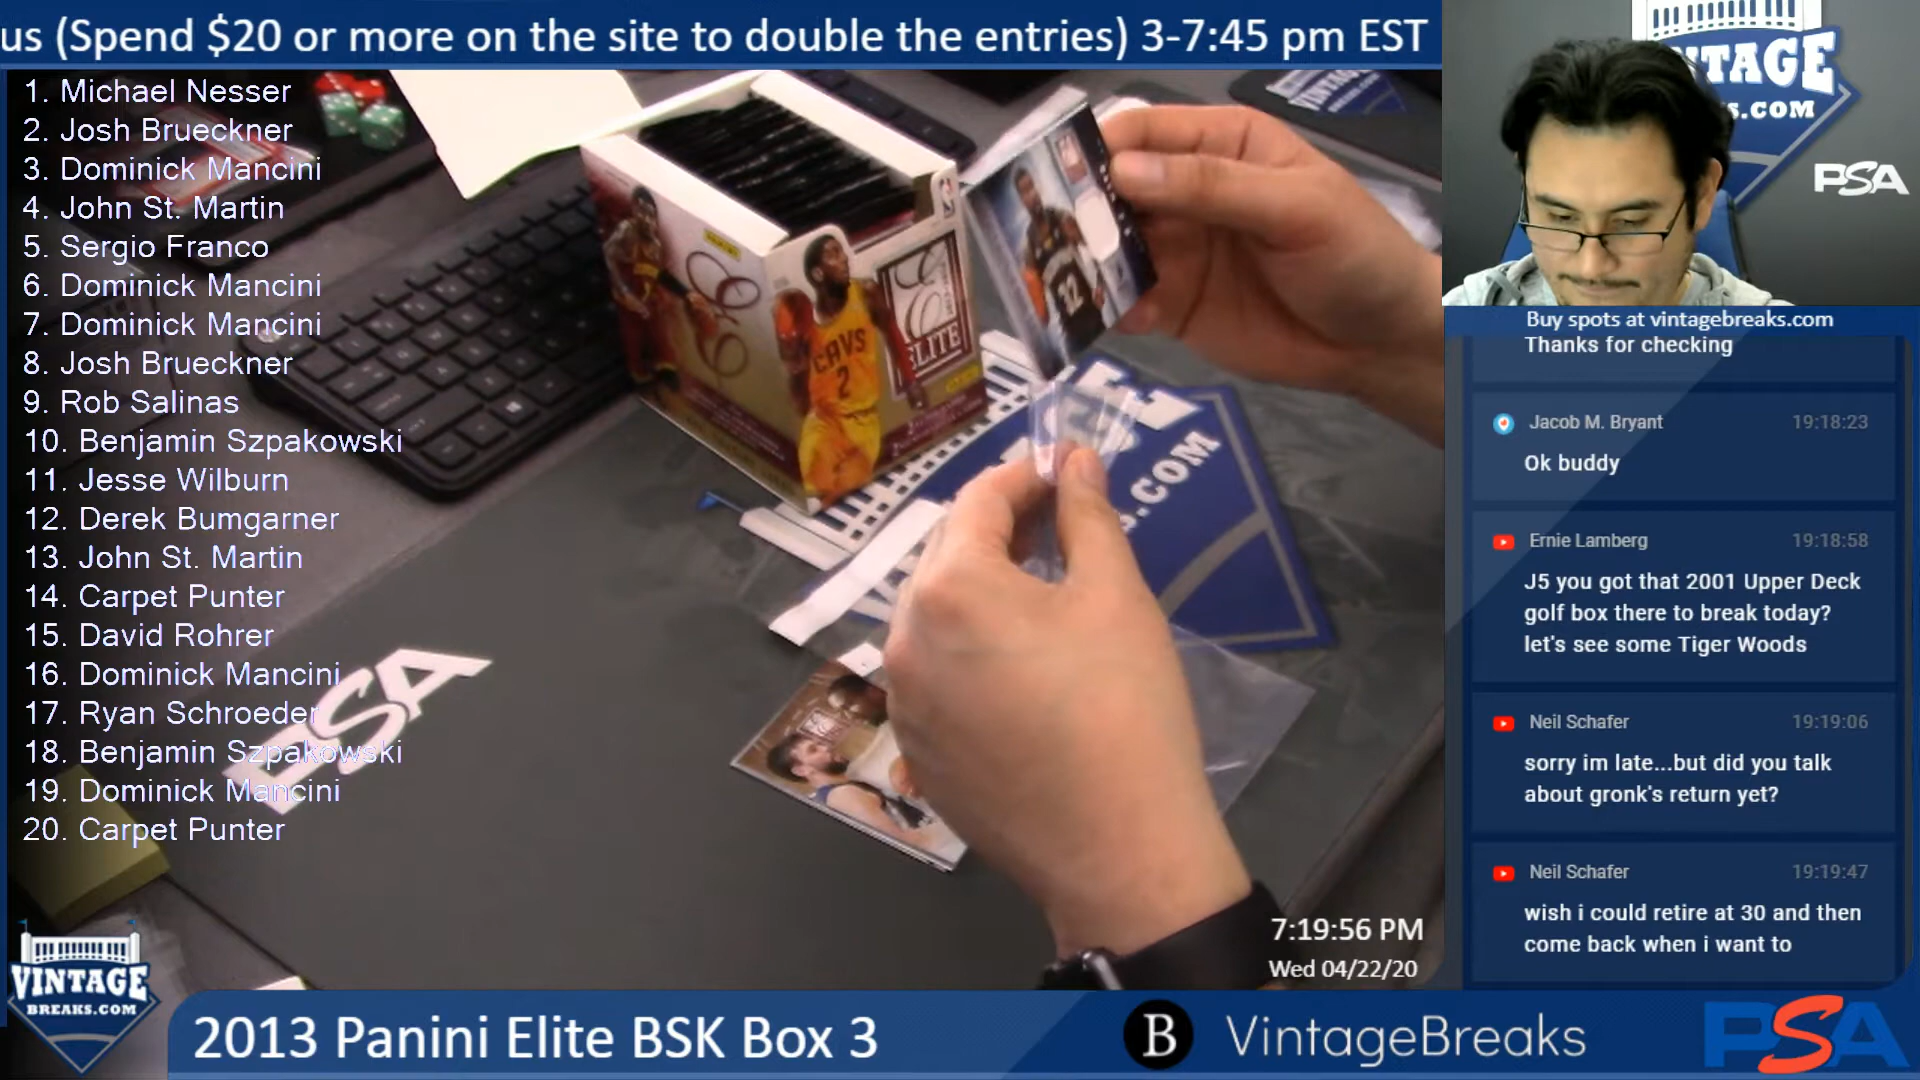 us (Spend $20 or more on the site to double the entries) 3-7:45 pm EST
1. Michael Nesser
2. Josh Brueckner
3. Dominick Mancini
4. John St. Martin
5. Sergio Franco
6. Dominick Mancini
7. Dominick Mancini
8. Josh Brueckner
9. Rob Salinas
10. Benjamin Szpakowski
11. Jesse Wilburn
12. Derek Bumgarner
13. John St. Martin
14. Carpet Punter
15. David Rohrer
16. Dominick Mancini
17. Ryan Schroeder
18. Benjamin Szpakowski
19. Dominick Mancini
20. Carpet Punter
CAVS
2
ELITE
32
.COM
PSA
TAGE
.COM
PSA
Buy spots at vintagebreaks.com
Thanks for checking
Jacob M. Bryant 19:18:23
Ok buddy
Ernie Lamberg 19:18:58
J5 you got that 2001 Upper Deck
golf box there to break today?
let's see some Tiger Woods
Neil Schafer 19:19:06
sorry im late...but did you talk
about gronk's return yet?
Neil Schafer 19:19:47
wish i could retire at 30 and then
come back when i want to
7:19:56 PM
Wed 04/22/20
VINTAGE
BREAKS.COM
2013 Panini Elite BSK Box 3
B VintageBreaks
PSA